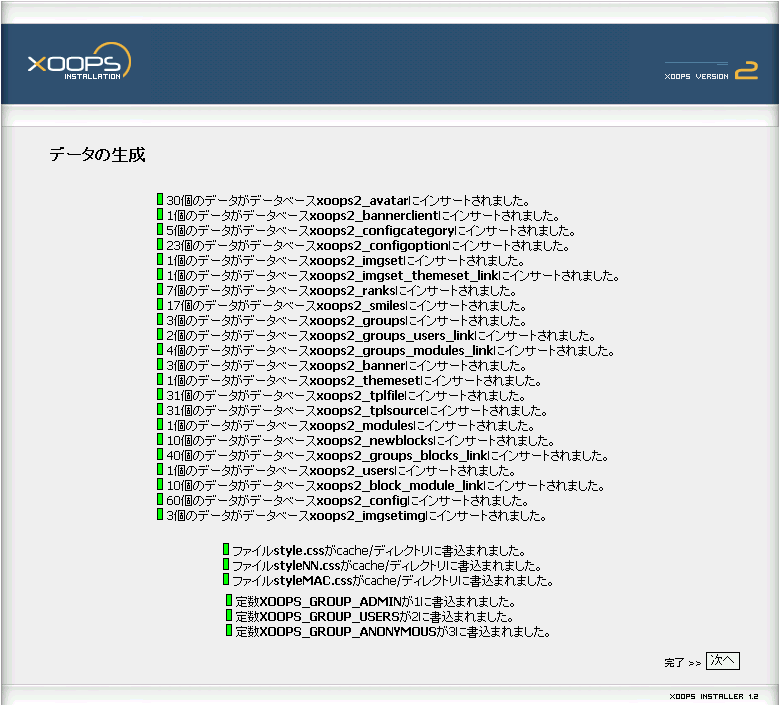 XOOPS
INSTALLATION
XOOPS VERSION 2
データの生成
30個のデータがデータベースxoops2_avatarにインサートされました。
1個のデータがデータベースxoops2_bannerclientにインサートされました。
5個のデータがデータベースxoops2_configcategoryにインサートされました。
23個のデータがデータベースxoops2_configoptionにインサートされました。
1個のデータがデータベースxoops2_imgsetにインサートされました。
1個のデータがデータベースxoops2_imgset_themeset_linkにインサートされました。
7個のデータがデータベースxoops2_ranksにインサートされました。
17個のデータがデータベースxoops2_smilesにインサートされました。
3個のデータがデータベースxoops2_groupsにインサートされました。
2個のデータがデータベースxoops2_groups_users_linkにインサートされました。
4個のデータがデータベースxoops2_groups_modules_linkにインサートされました。
3個のデータがデータベースxoops2_bannerにインサートされました。
1個のデータがデータベースxoops2_themesetにインサートされました。
31個のデータがデータベースxoops2_tplfileにインサートされました。
31個のデータがデータベースxoops2_tplsourceにインサートされました。
1個のデータがデータベースxoops2_modulesにインサートされました。
10個のデータがデータベースxoops2_newblocksにインサートされました。
40個のデータがデータベースxoops2_groups_blocks_linkにインサートされました。
1個のデータがデータベースxoops2_usersにインサートされました。
10個のデータがデータベースxoops2_block_module_linkにインサートされました。
60個のデータがデータベースxoops2_configにインサートされました。
3個のデータがデータベースxoops2_imgsetimgにインサートされました。
ファイルstyle.cssがcache/ディレクトリに書込まれました。
ファイルstyleNN.cssがcache/ディレクトリに書込まれました。
ファイルstyleMAC.cssがcache/ディレクトリに書込まれました。
定数XOOPS_GROUP_ADMINが1に書込まれました。
定数XOOPS_GROUP_USERSが2に書込まれました。
定数XOOPS_GROUP_ANONYMOUSが3に書込まれました。
完了 >> 次へ
XOOPS INSTALLER 1.2